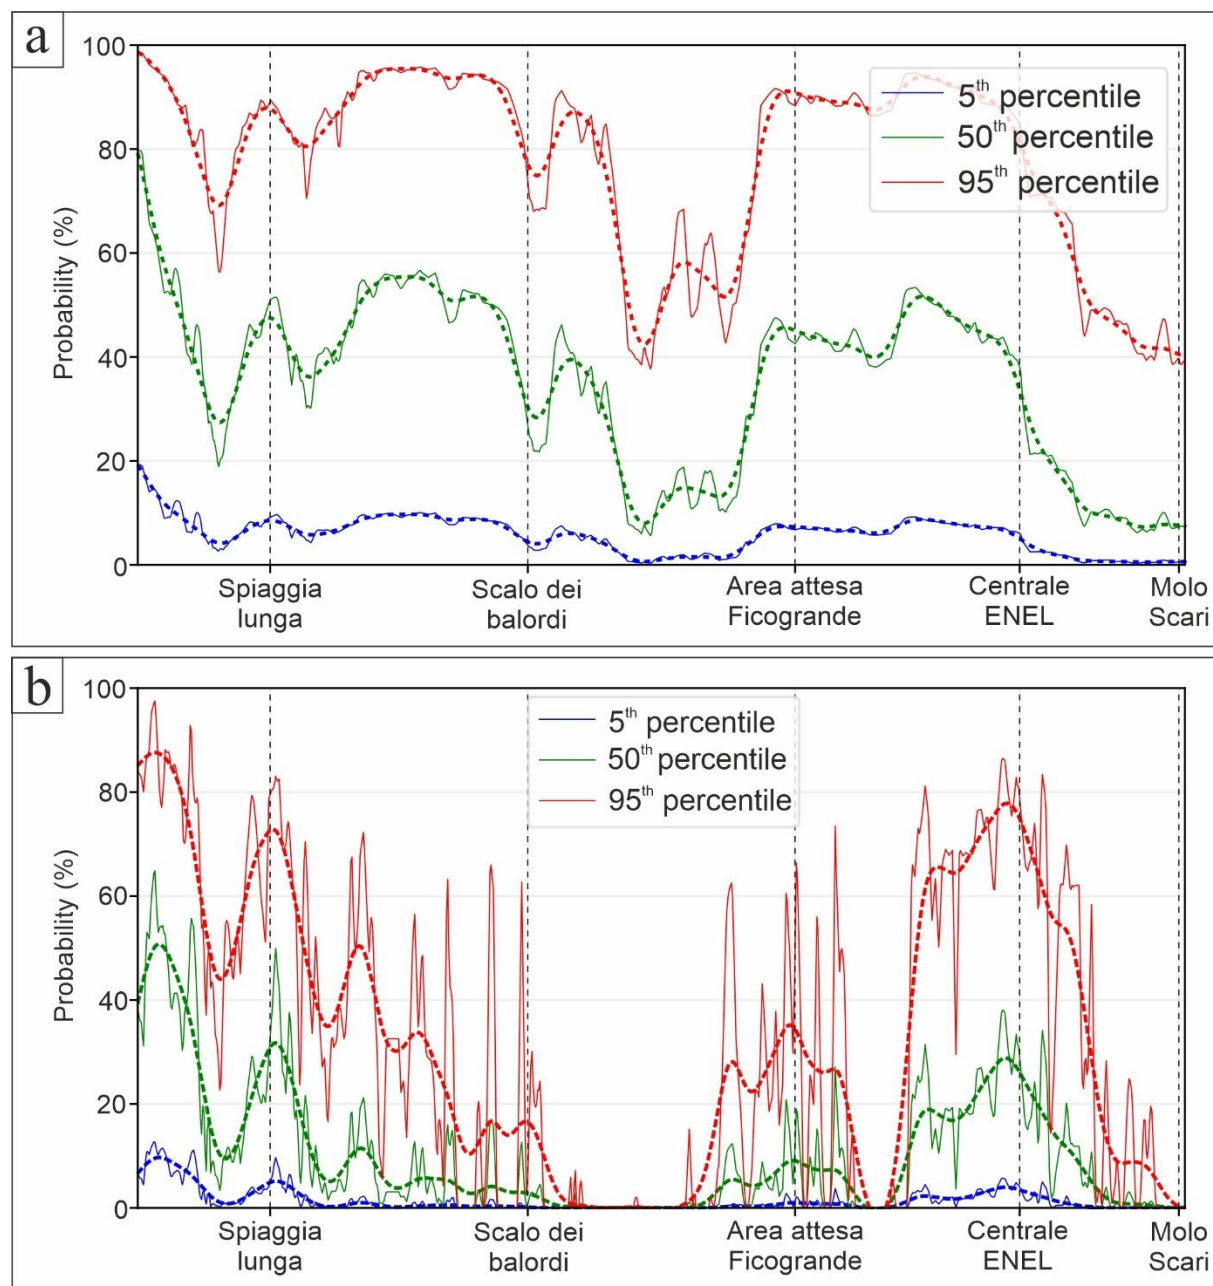 a
100
80
60
40
20
0
Probability (%)
5th percentile
50th percentile
95th percentile
Spiaggia
lunga
Scalo dei
balordi
Area attesa
Ficogrande
Centrale
ENEL
Molo
Scari
b
100
80
60
40
20
0
Probability (%)
5th percentile
50th percentile
95th percentile
Spiaggia
lunga
Scalo dei
balordi
Area attesa
Ficogrande
Centrale
ENEL
Molo
Scari